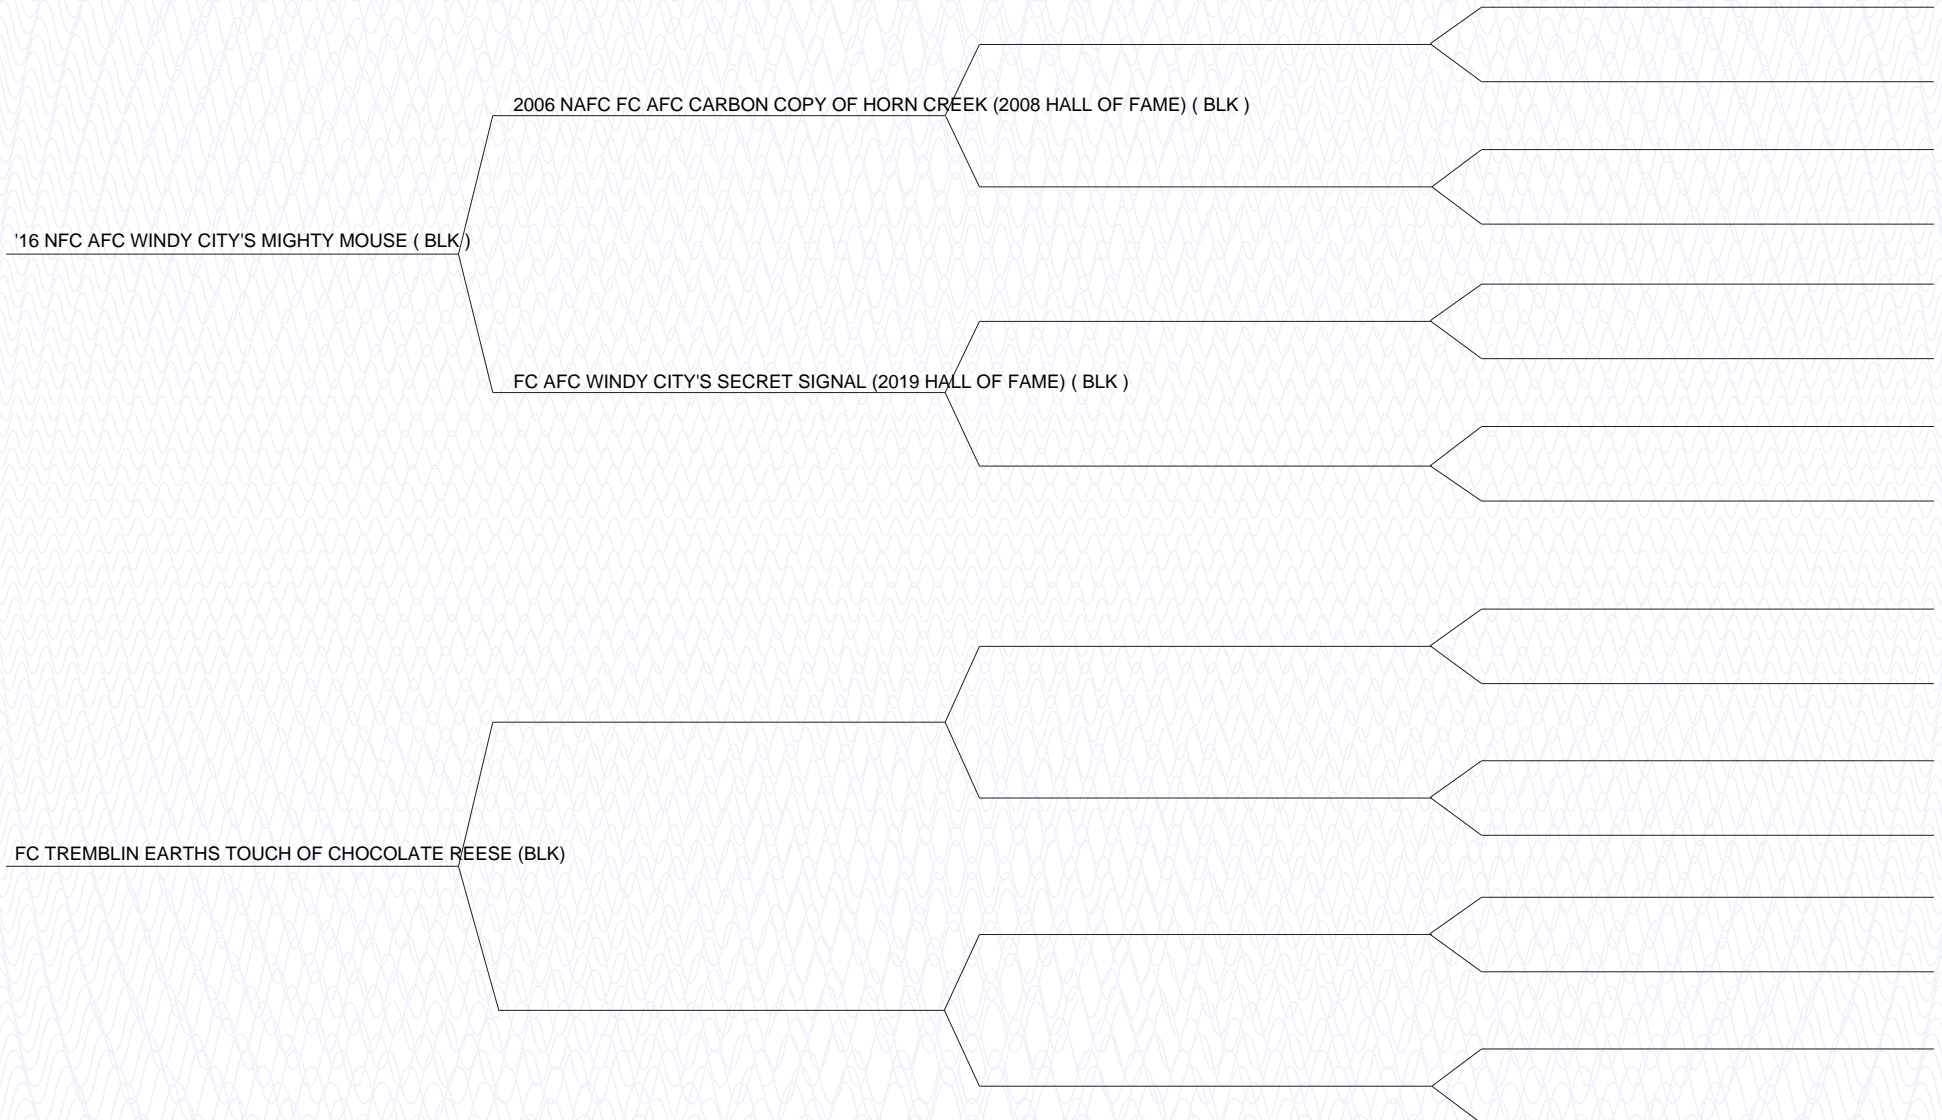 2006 NAFC FC AFC CARBON COPY OF HORN CREEK (2008 HALL OF FAME) ( BLK )
'16 NFC AFC WINDY CITY'S MIGHTY MOUSE ( BLK )
FC AFC WINDY CITY'S SECRET SIGNAL (2019 HALL OF FAME) ( BLK )
FC TREMBLIN EARTHS TOUCH OF CHOCOLATE REESE (BLK)